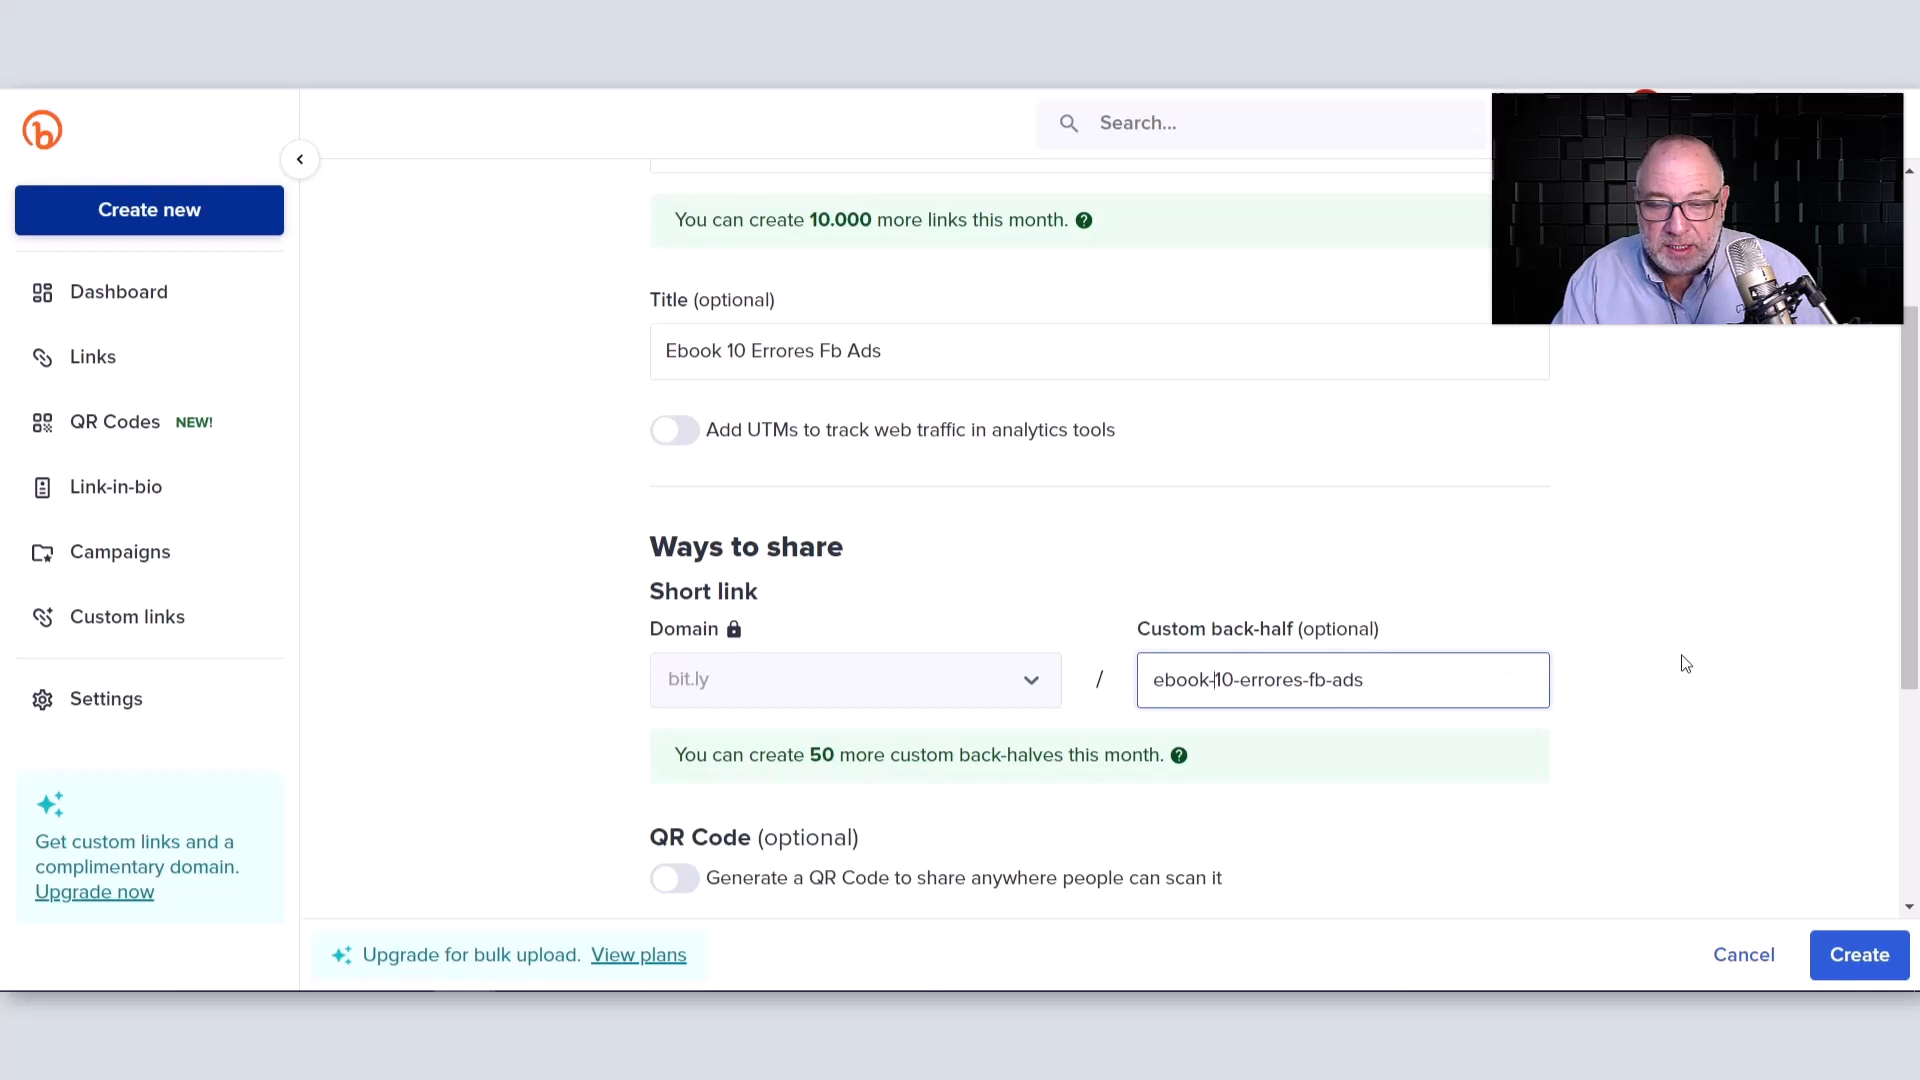 Search...
Create new
Dashboard
Links
QR Codes NEW!
Link-in-bio
Campaigns
Custom links
Settings
Get custom links and a
complimentary domain.
Upgrade now
You can create 10.000 more links this month. ?
Title (optional)
Ebook 10 Errores Fb Ads
Add UTMs to track web traffic in analytics tools
Ways to share
Short link
Domain
Custom back-half (optional)
bit.ly / ebook-10-errores-fb-ads
You can create 50 more custom back-halves this month. ?
QR Code (optional)
Generate a QR Code to share anywhere people can scan it
Upgrade for bulk upload. View plans
Cancel
Create